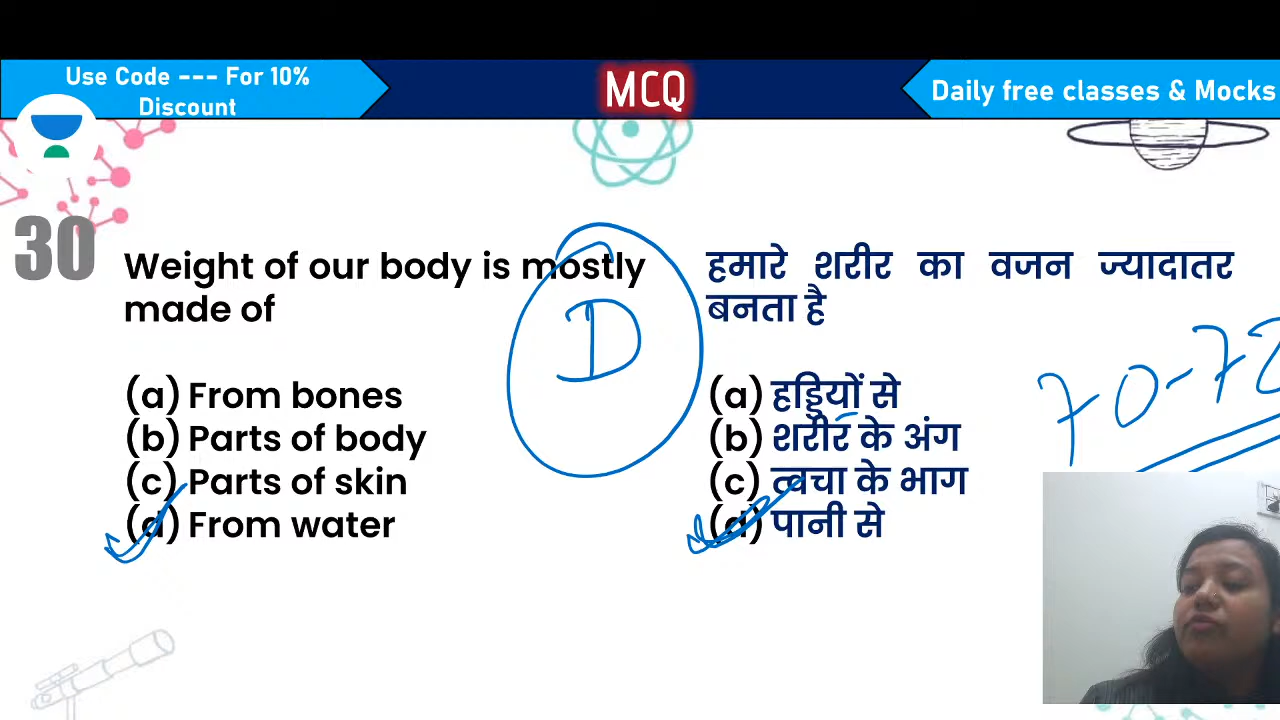 Use Code --- For 10%
Discount
MCQ
Daily free classes & Mocks
30
Weight of our body is mostly
made of
D
(a) From bones
(b) Parts of body
(c) Parts of skin
(d) From water
हमारे शरीर का वजन ज्यादातर
बनता है
(a) हड्डियों से
(b) शरीर के अंग
(c) त्वचा के भाग
(d) पानी से
70-72